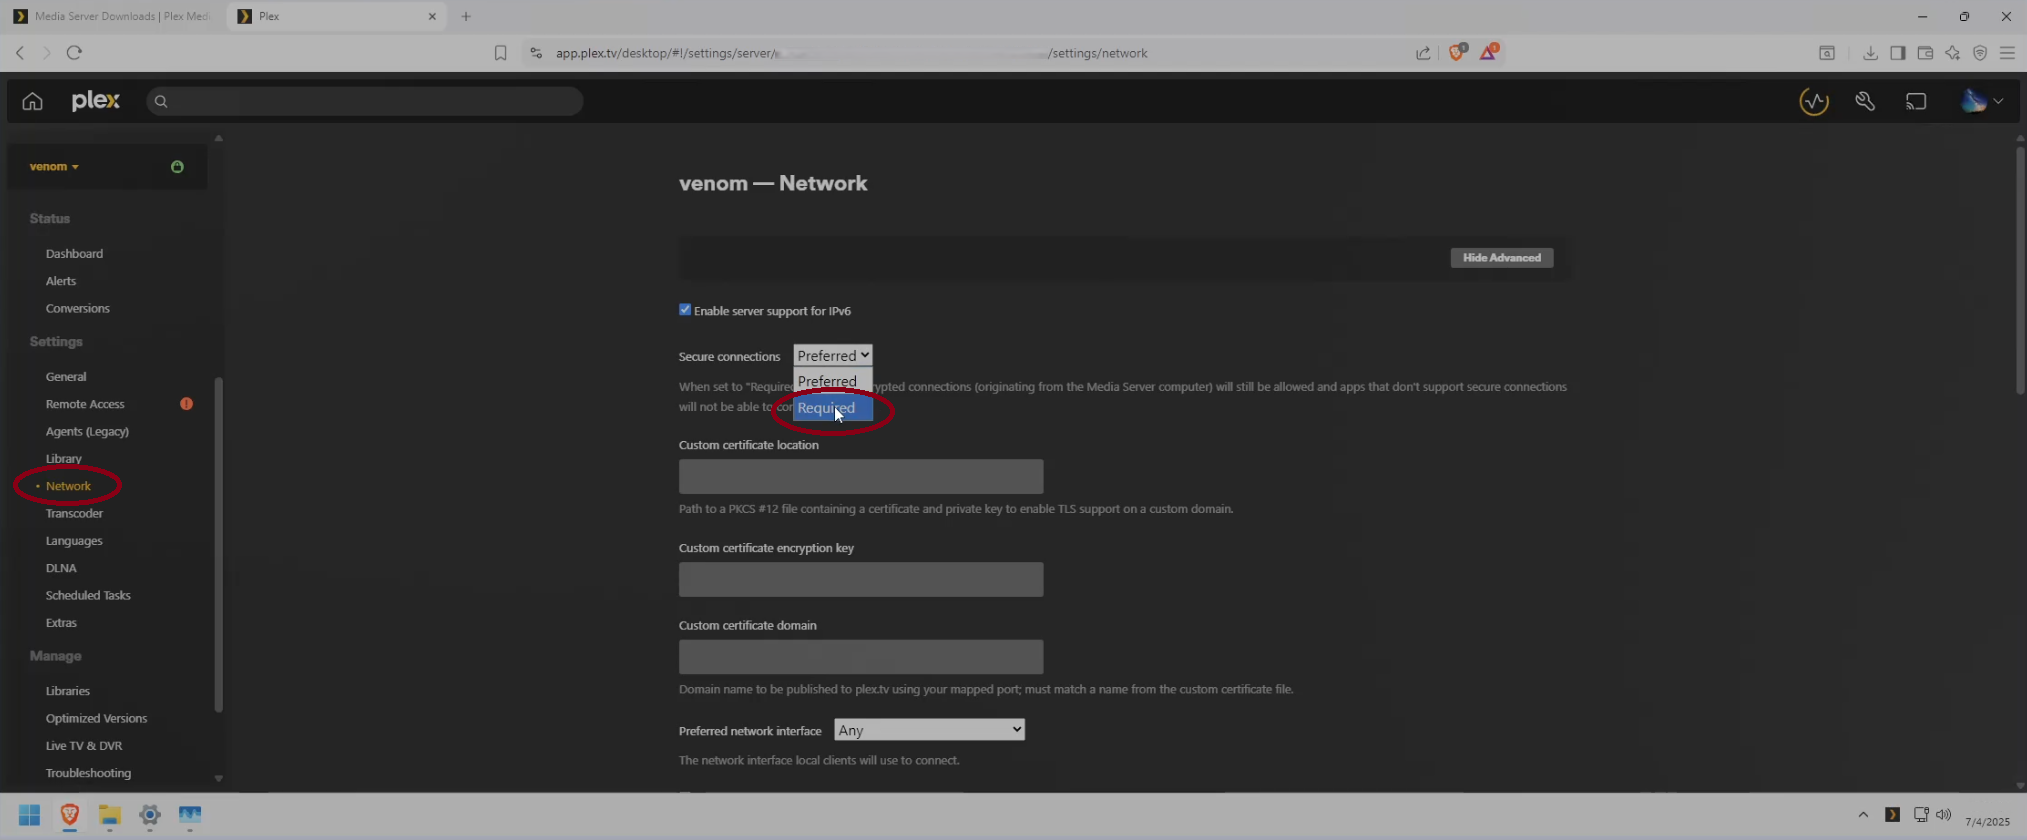 Media Server Downloads | Plex Medi
Plex
app.plex.tv/desktop/#!/settings/server/
/settings/network
1
1
plex
venom
venom — Network
Status
Hide Advanced
Dashboard
Alerts
Conversions
Enable server support for IPv6
Settings
Secure connections Preferred
General
Preferred
When set to "Required
rypted connections (originating from the Media Server computer) will still be allowed and apps that don't support secure connections
Remote Access
will not be able to con
Required
Agents (Legacy)
Custom certificate location
Library
Network
Path to a PKCS #12 file containing a certificate and private key to enable TLS support on a custom domain.
Transcoder
Languages
Custom certificate encryption key
DLNA
Scheduled Tasks
Extras
Custom certificate domain
Manage
Libraries
Domain name to be published to plex.tv using your mapped port; must match a name from the custom certificate file.
Optimized Versions
Preferred network interface Any
Live TV & DVR
The network interface local clients will use to connect.
Troubleshooting
7/4/2025